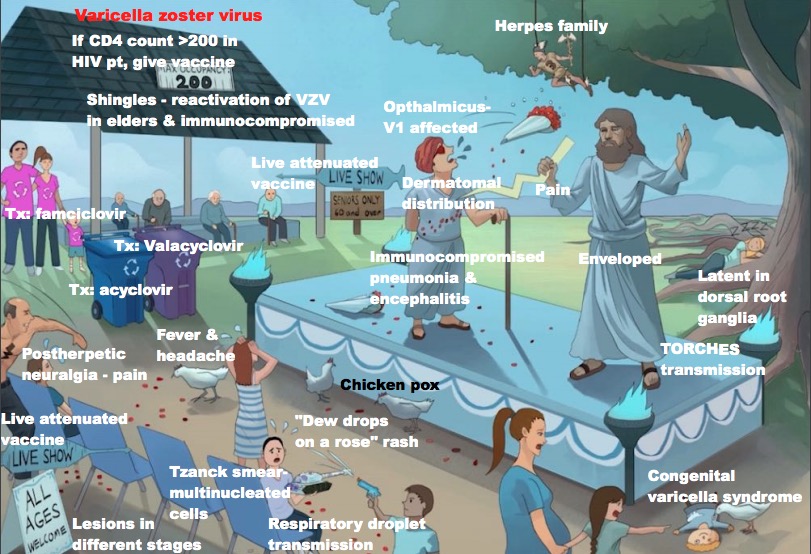 Varicella zoster virus
If CD4 count >200 in
HIV pt, give vaccine
MAX OCCUPANCY:
200
Herpes family
Shingles - reactivation of VZV
in elders & immunocompromised
Opthalmicus-
V1 affected
Live attenuated
vaccine
LIVE SHOW
SENIORS ONLY
60 and over
Dermatomal
distribution
Pain
Tx: famciclovir
Tx: Valacyclovir
Tx: acyclovir
Immunocompromised
pneumonia &
encephalitis
Enveloped
ZZZZ
Latent in
dorsal root
ganglia
TORCHES
transmission
Fever &
headache
Postherpetic
neuralgia - pain
Chicken pox
Live attenuated
vaccine
LIVE SHOW
ALL
AGES
WELCOME
"Dew drops
on a rose" rash
Tzanck smear-
multinucleated
cells
Lesions in
different stages
Respiratory droplet
transmission
Congenital
varicella syndrome